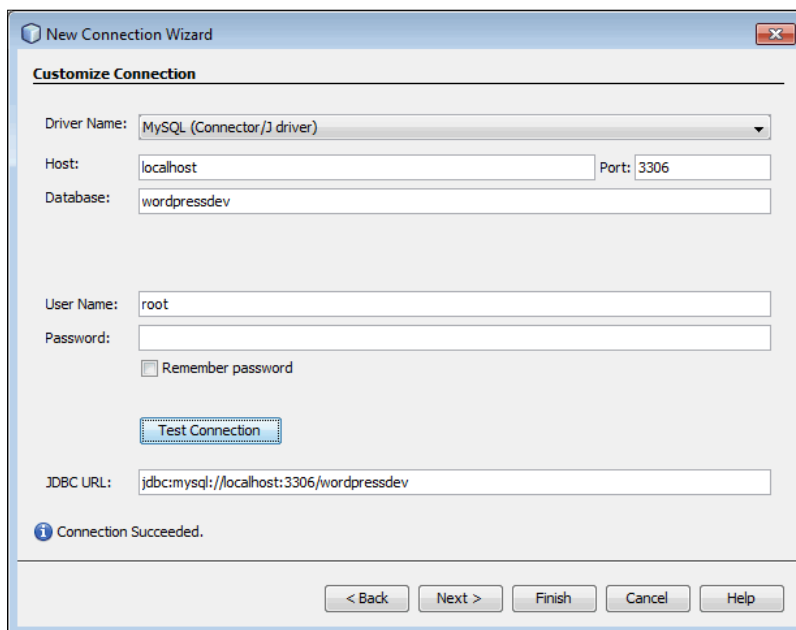 New Connection Wizard
Customize Connection
Driver Name: MySQL (Connector/J driver)
Host: localhost Port: 3306
Database: wordpressdev
User Name: root
Password:
Remember password
Test Connection
JDBC URL: jdbc:mysql://localhost:3306/wordpressdev
Connection Succeeded.
< Back Next > Finish Cancel Help